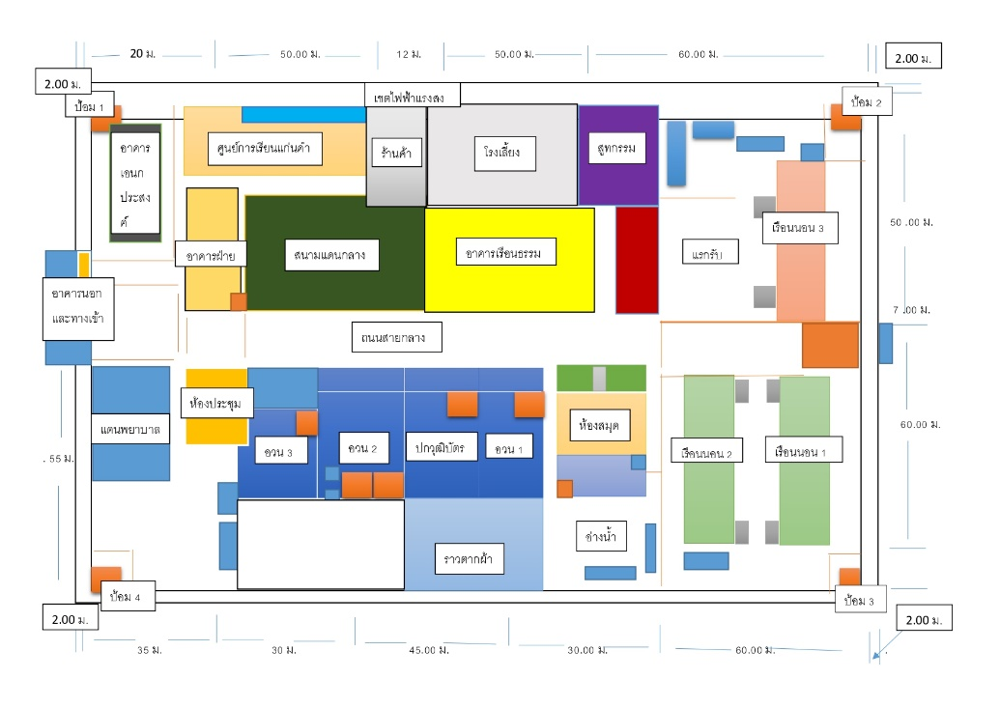 20 ม.
50.00 ม.
12 ม.
50.00 ม.
60.00 ม.
2.00 ม.
2.00 ม.
ป้อม 1
เขตไฟฟ้าแรงสูง
ป้อม 2
อาคาร
เอนก
ประสง
ค์
ศูนย์การเรียนแก่นคำ
ร้านค้า
โรงเลี้ยง
สูทกรรม
เรือนนอน 3
50 .00 ม.
อาคารฝ่าย
สนามแดนกลาง
อาคารเรือนธรรม
แรกรับ
อาคารนอก
และทางเข้า
7 .00 ม.
ถนนสายกลาง
แดนพยาบาล
ห้องประชุม
อวน 3
อวน 2
ปกวุฒิบัตร
อวน 1
ห้องสมุด
เรือนนอน 2
เรือนนอน 1
60.00 ม.
. 55 ม.
ราวตากผ้า
อ่างน้ำ
ป้อม 4
ป้อม 3
2.00 ม.
2.00 ม.
35 ม.
30 ม.
45.00 ม.
30.00 ม.
60.00 ม.